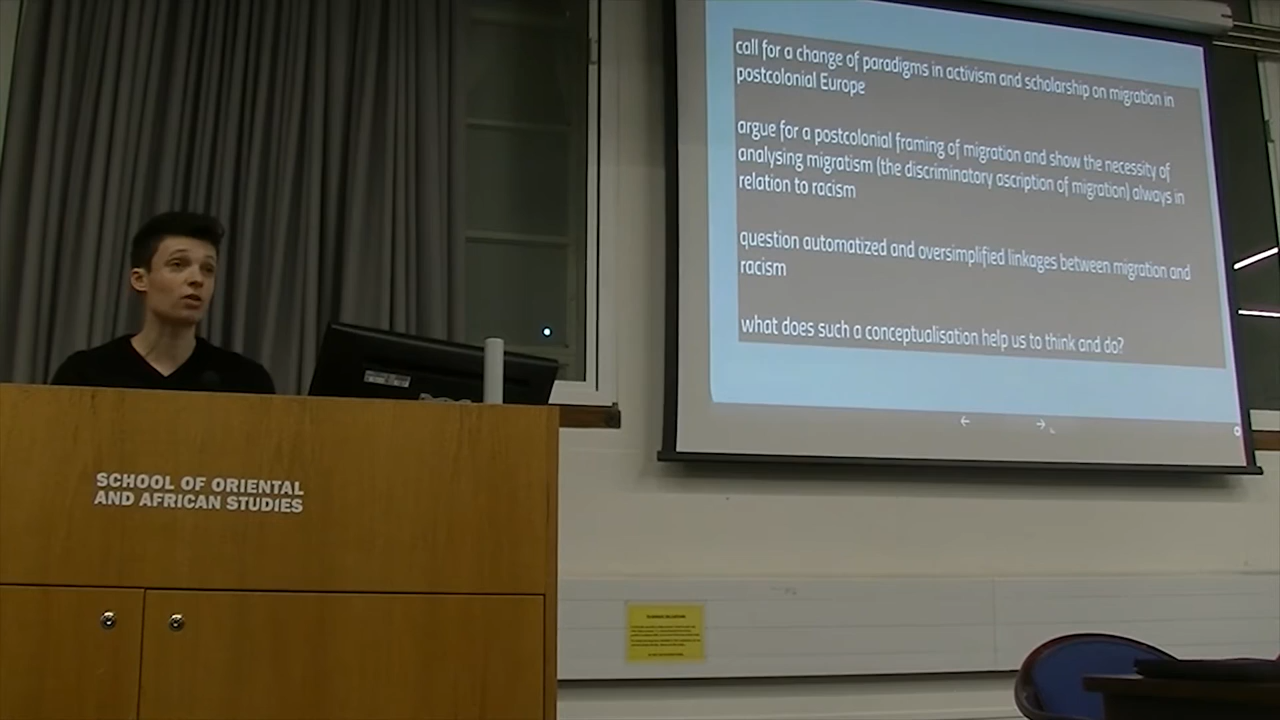 call for a change of paradigms in activism and scholarship on migration in
postcolonial Europe
argue for a postcolonial framing of migration and show the necessity of
analysing migratism (the discriminatory ascription of migration) always in
relation to racism
question automatized and oversimplified linkages between migration and
racism
what does such a conceptualisation help us to think and do?
SCHOOL OF ORIENTAL
AND AFRICAN STUDIES